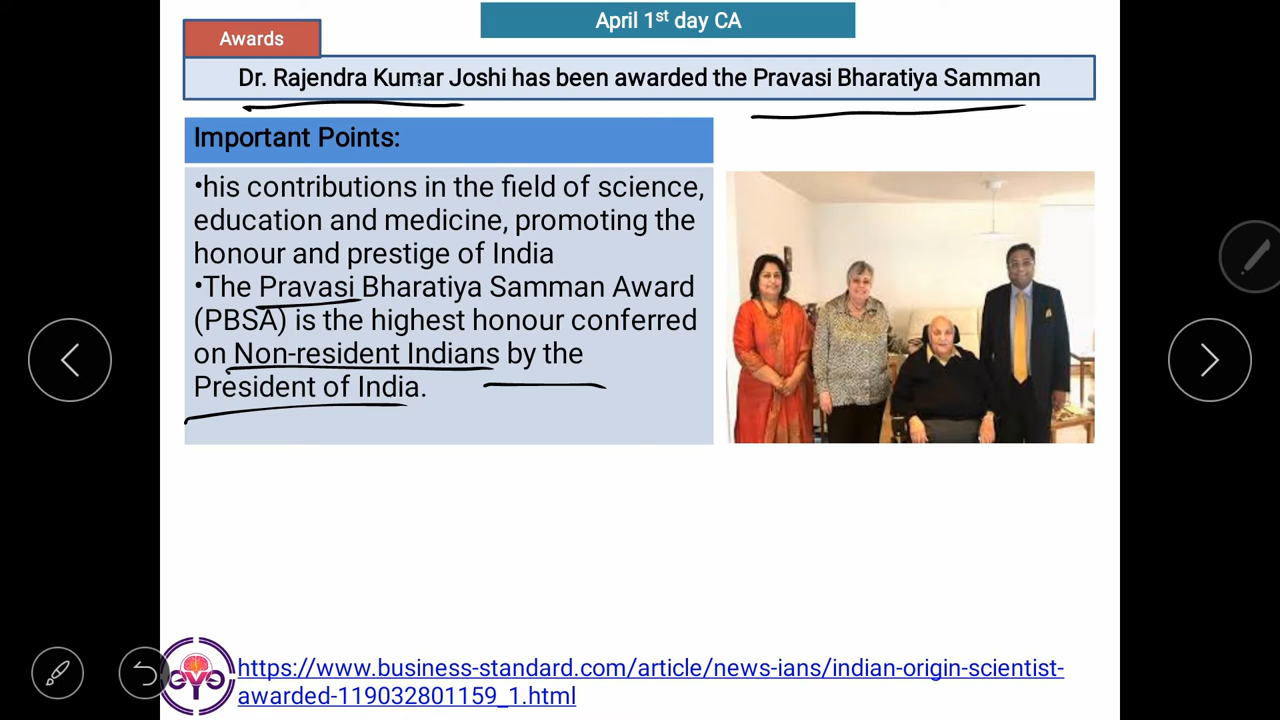 April 1st day CA
Awards
Dr. Rajendra Kumar Joshi has been awarded the Pravasi Bharatiya Samman
Important Points:
•his contributions in the field of science,
education and medicine, promoting the
honour and prestige of India
•The Pravasi Bharatiya Samman Award
(PBSA) is the highest honour conferred
on Non-resident Indians by the
President of India.
https://www.business-standard.com/article/news-ians/indian-origin-scientist-
awarded-119032801159_1.html